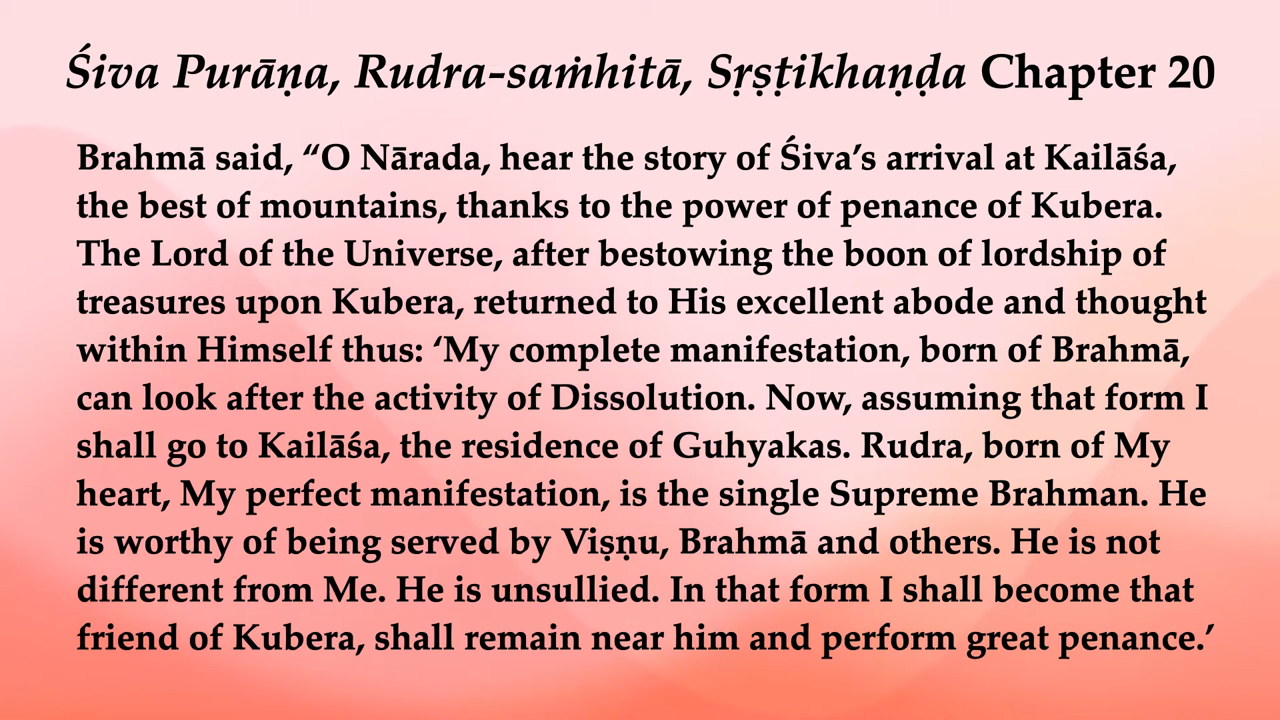 Śiva Purāṇa, Rudra-saṁhitā, Sṛṣṭikhaṇḍa Chapter 20
Brahmā said, “O Nārada, hear the story of Śiva’s arrival at Kailāśa,
the best of mountains, thanks to the power of penance of Kubera.
The Lord of the Universe, after bestowing the boon of lordship of
treasures upon Kubera, returned to His excellent abode and thought
within Himself thus: ‘My complete manifestation, born of Brahmā,
can look after the activity of Dissolution. Now, assuming that form I
shall go to Kailāśa, the residence of Guhyakas. Rudra, born of My
heart, My perfect manifestation, is the single Supreme Brahman. He
is worthy of being served by Viṣṇu, Brahmā and others. He is not
different from Me. He is unsullied. In that form I shall become that
friend of Kubera, shall remain near him and perform great penance.’